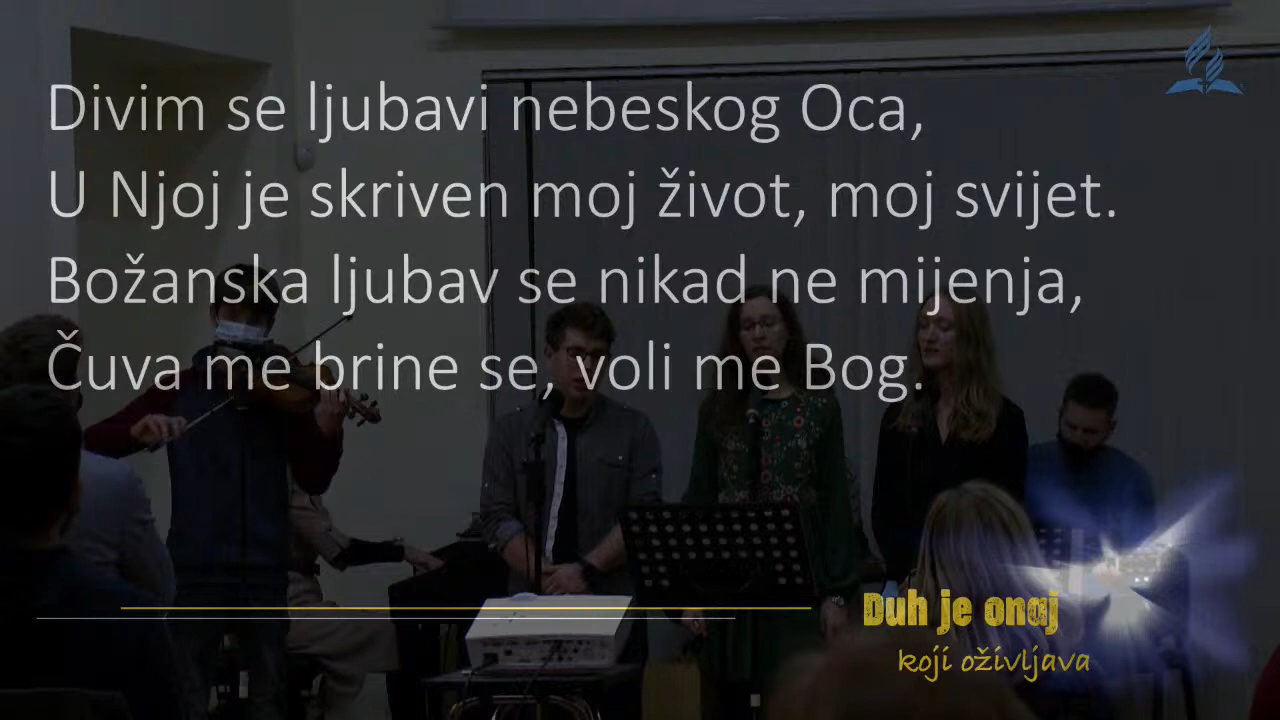 Divim se ljubavi nebeskog Oca,
U Njoj je skriven moj život, moj svijet.
Božanska ljubav se nikad ne mijenja,
Čuva me brine se, voli me Bog.
Duh je onaj
koji oživljava